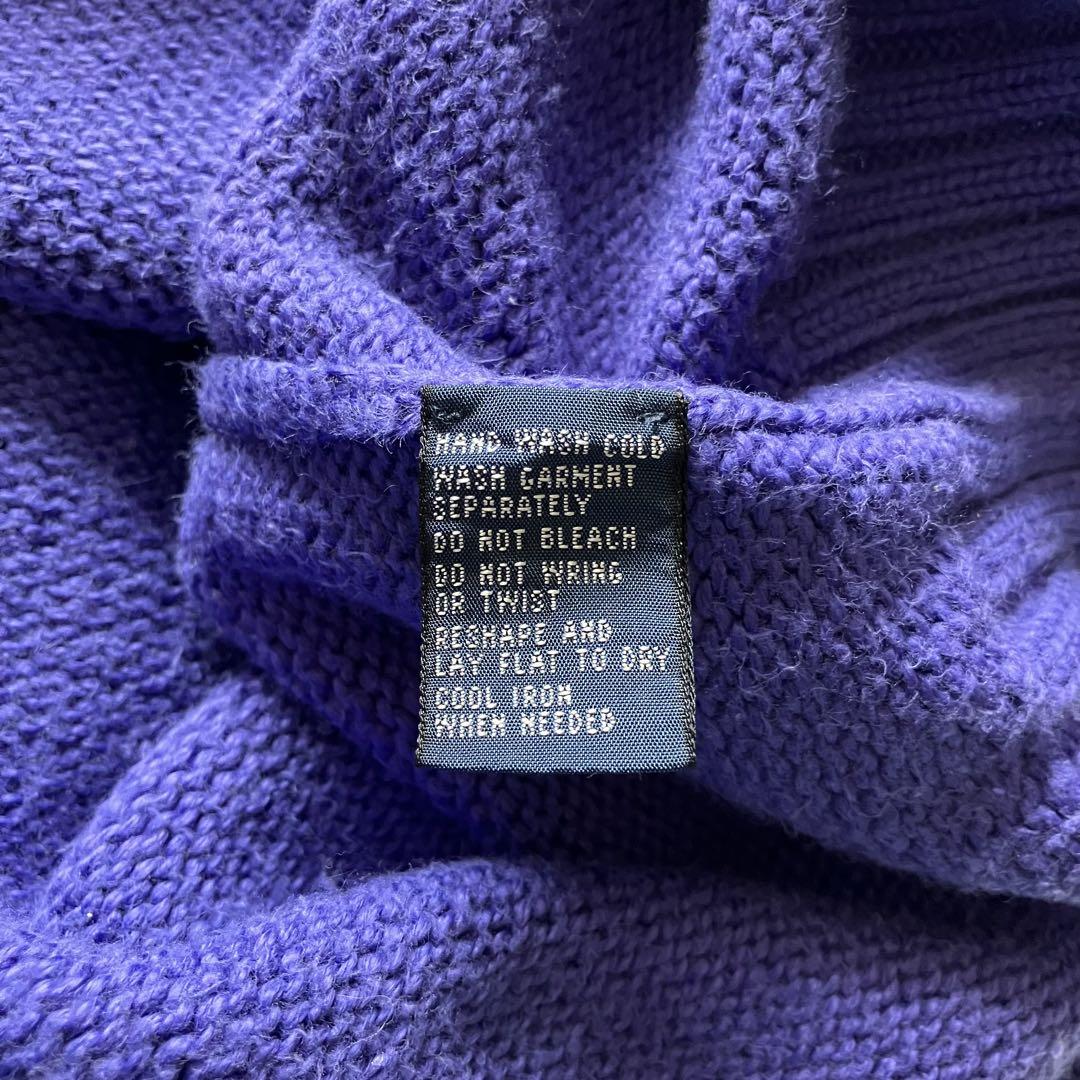 HAND WASH COLD
WASH GARMENT
SEPARATELY
DO NOT BLEACH
DO NOT WRING
OR TWIST
RESHAPE AND
LAY FLAT TO DRY
COOL IRON
WHEN NEEDED